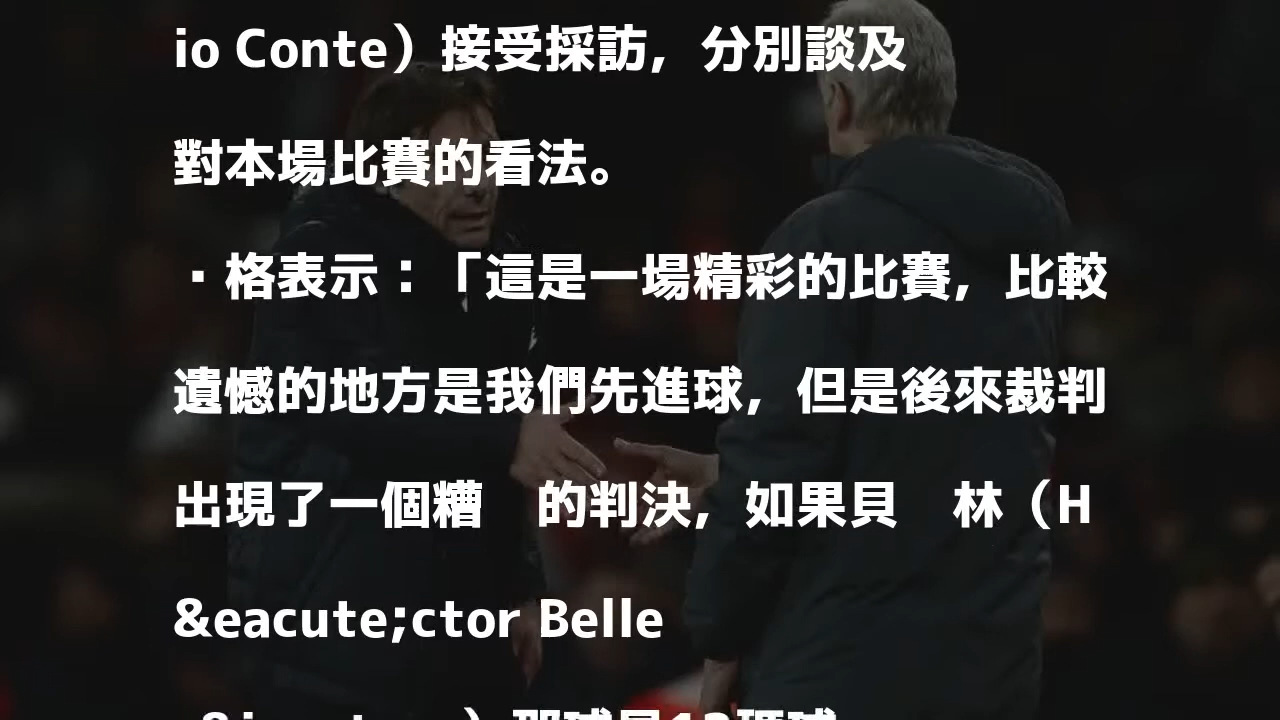 io Conte）接受採訪，分別談及
對本場比賽的看法。
·格表示：「這是一場精彩的比賽，比較
遺憾的地方是我們先進球，但是後來裁判
出現了一個糟　的判決，如果貝　林（H
&eacute;ctor Belle